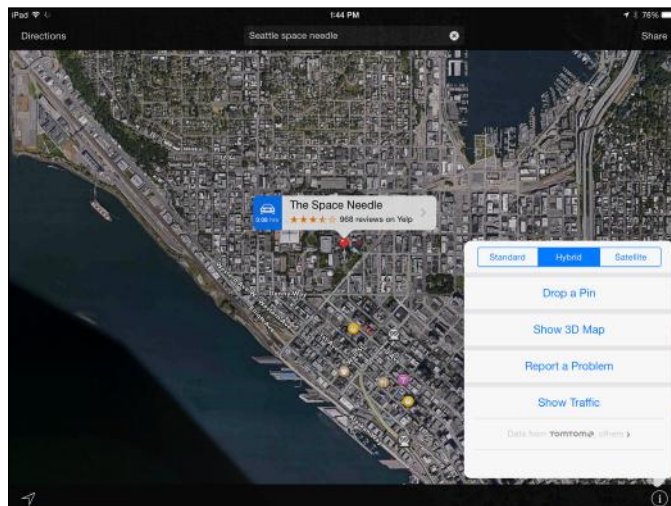 iPad
1:44 PM
76%
Directions
Seattle space needle
Share
The Space Needle
968 reviews on Yelp
Standard
Hybrid
Satellite
Drop a Pin
Show 3D Map
Report a Problem
Show Traffic
Data from TOMTOM, others